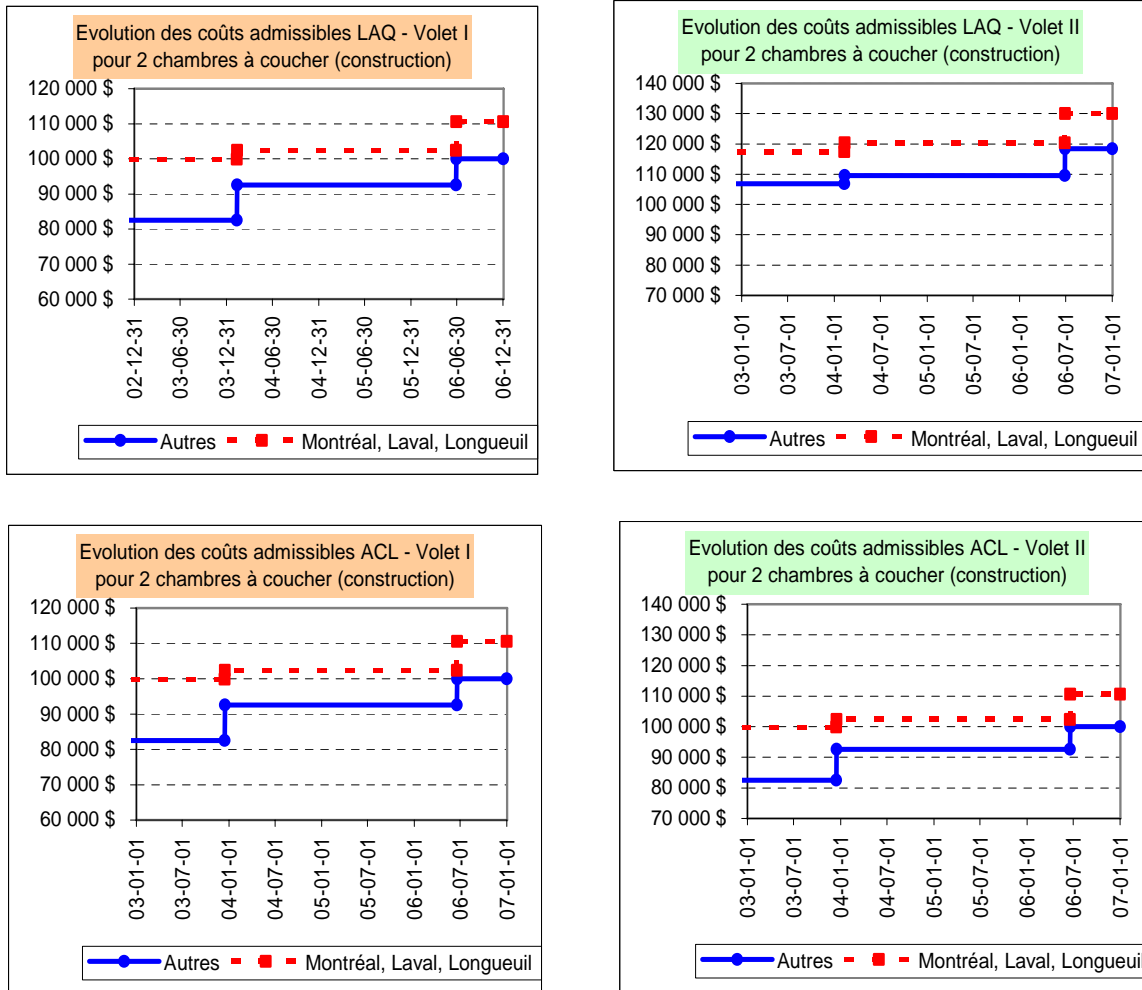 Evolution des coûts admissibles LAQ - Volet I
pour 2 chambres à coucher (construction)
120 000 $
110 000 $
100 000 $
90 000 $
80 000 $
70 000 $
60 000 $
02-12-31
03-06-30
03-12-31
04-06-30
04-12-31
05-06-30
05-12-31
06-06-30
06-12-31
Autres
Montréal, Laval, Longueuil
Evolution des coûts admissibles LAQ - Volet II
pour 2 chambres à coucher (construction)
140 000 $
130 000 $
120 000 $
110 000 $
100 000 $
90 000 $
80 000 $
70 000 $
03-01-01
03-07-01
04-01-01
04-07-01
05-01-01
05-07-01
06-01-01
06-07-01
07-01-01
Autres
Montréal, Laval, Longueuil
Evolution des coûts admissibles ACL - Volet I
pour 2 chambres à coucher (construction)
120 000 $
110 000 $
100 000 $
90 000 $
80 000 $
70 000 $
60 000 $
03-01-01
03-07-01
04-01-01
04-07-01
05-01-01
05-07-01
06-01-01
06-07-01
07-01-01
Autres
Montréal, Laval, Longueuil
Evolution des coûts admissibles ACL - Volet II
pour 2 chambres à coucher (construction)
140 000 $
130 000 $
120 000 $
110 000 $
100 000 $
90 000 $
80 000 $
70 000 $
03-01-01
03-07-01
04-01-01
04-07-01
05-01-01
05-07-01
06-01-01
06-07-01
07-01-01
Autres
Montréal, Laval, Longueuil